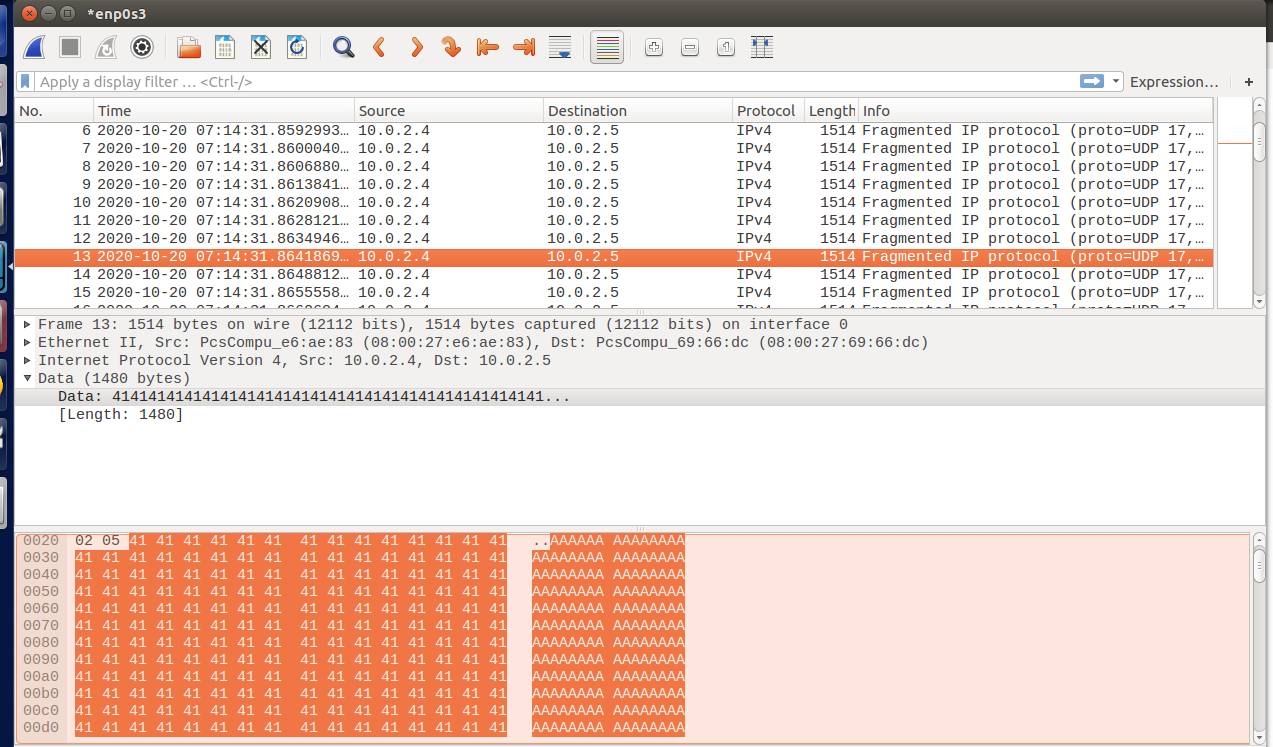 *enp0s3
Apply a display filter … <Ctrl-/> Expression… +
No. Time Source Destination Protocol Length Info
6 2020-10-20 07:14:31.8592993… 10.0.2.4 10.0.2.5 IPv4 1514 Fragmented IP protocol (proto=UDP 17,…
7 2020-10-20 07:14:31.8600040… 10.0.2.4 10.0.2.5 IPv4 1514 Fragmented IP protocol (proto=UDP 17,…
8 2020-10-20 07:14:31.8606880… 10.0.2.4 10.0.2.5 IPv4 1514 Fragmented IP protocol (proto=UDP 17,…
9 2020-10-20 07:14:31.8613841… 10.0.2.4 10.0.2.5 IPv4 1514 Fragmented IP protocol (proto=UDP 17,…
10 2020-10-20 07:14:31.8620908… 10.0.2.4 10.0.2.5 IPv4 1514 Fragmented IP protocol (proto=UDP 17,…
11 2020-10-20 07:14:31.8628121… 10.0.2.4 10.0.2.5 IPv4 1514 Fragmented IP protocol (proto=UDP 17,…
12 2020-10-20 07:14:31.8634946… 10.0.2.4 10.0.2.5 IPv4 1514 Fragmented IP protocol (proto=UDP 17,…
13 2020-10-20 07:14:31.8641869… 10.0.2.4 10.0.2.5 IPv4 1514 Fragmented IP protocol (proto=UDP 17,…
14 2020-10-20 07:14:31.8648812… 10.0.2.4 10.0.2.5 IPv4 1514 Fragmented IP protocol (proto=UDP 17,…
15 2020-10-20 07:14:31.8655558… 10.0.2.4 10.0.2.5 IPv4 1514 Fragmented IP protocol (proto=UDP 17,…
Frame 13: 1514 bytes on wire (12112 bits), 1514 bytes captured (12112 bits) on interface 0
Ethernet II, Src: PcsCompu_e6:ae:83 (08:00:27:e6:ae:83), Dst: PcsCompu_69:66:dc (08:00:27:69:66:dc)
Internet Protocol Version 4, Src: 10.0.2.4, Dst: 10.0.2.5
Data (1480 bytes)
Data: 414141414141414141414141414141414141414141414141...
[Length: 1480]
0020 02 05 41 41 41 41 41 41 41 41 41 41 41 41 41 41 ..AAAAAA AAAAAAAA
0030 41 41 41 41 41 41 41 41 41 41 41 41 41 41 41 41 AAAAAAAA AAAAAAAA
0040 41 41 41 41 41 41 41 41 41 41 41 41 41 41 41 41 AAAAAAAA AAAAAAAA
0050 41 41 41 41 41 41 41 41 41 41 41 41 41 41 41 41 AAAAAAAA AAAAAAAA
0060 41 41 41 41 41 41 41 41 41 41 41 41 41 41 41 41 AAAAAAAA AAAAAAAA
0070 41 41 41 41 41 41 41 41 41 41 41 41 41 41 41 41 AAAAAAAA AAAAAAAA
0080 41 41 41 41 41 41 41 41 41 41 41 41 41 41 41 41 AAAAAAAA AAAAAAAA
0090 41 41 41 41 41 41 41 41 41 41 41 41 41 41 41 41 AAAAAAAA AAAAAAAA
00a0 41 41 41 41 41 41 41 41 41 41 41 41 41 41 41 41 AAAAAAAA AAAAAAAA
00b0 41 41 41 41 41 41 41 41 41 41 41 41 41 41 41 41 AAAAAAAA AAAAAAAA
00c0 41 41 41 41 41 41 41 41 41 41 41 41 41 41 41 41 AAAAAAAA AAAAAAAA
00d0 41 41 41 41 41 41 41 41 41 41 41 41 41 41 41 41 AAAAAAAA AAAAAAAA